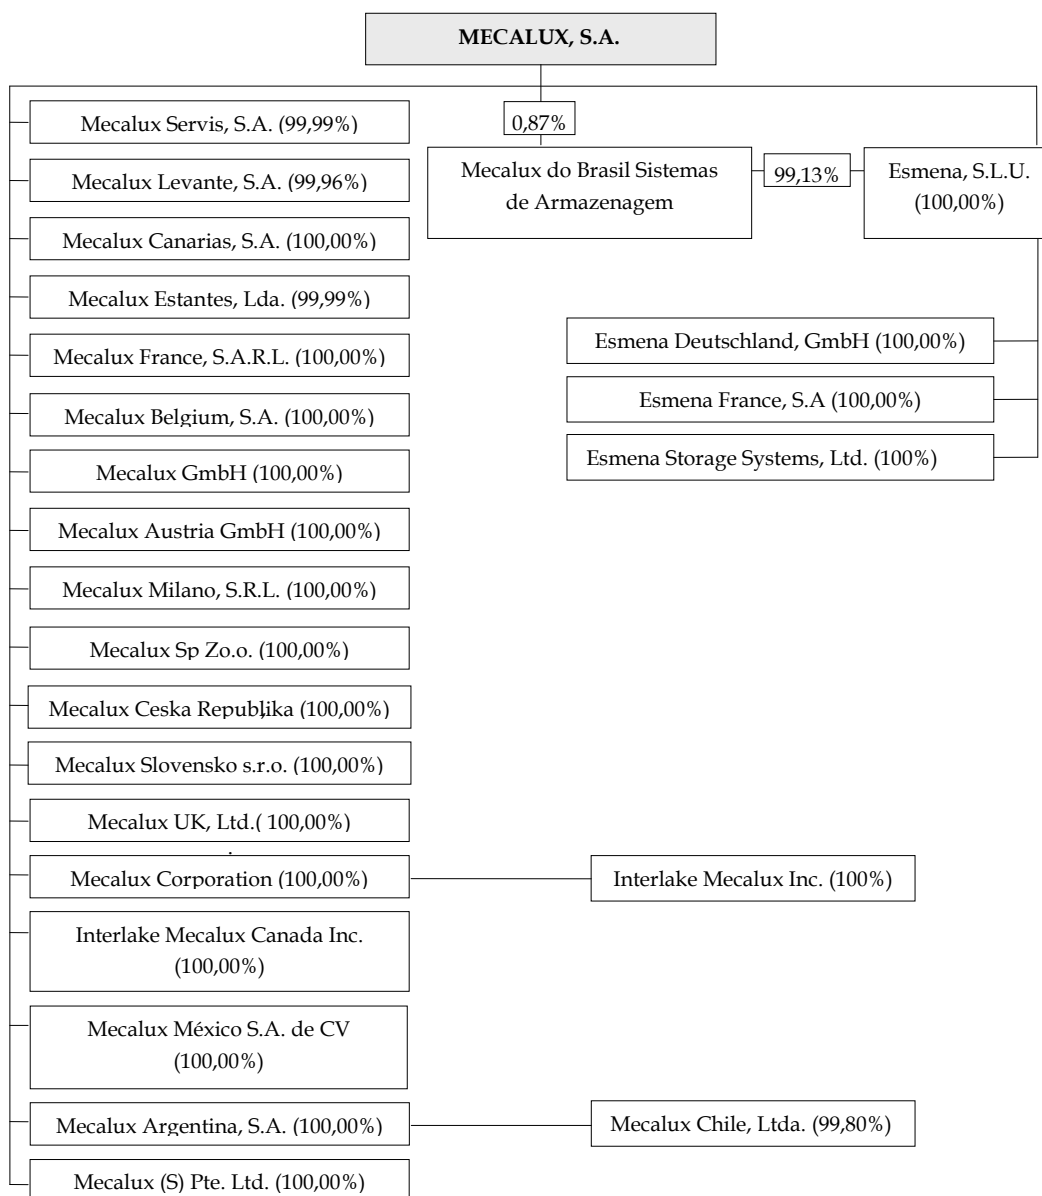 MECALUX, S.A.
Mecalux Servis, S.A. (99,99%)
0,87%
Mecalux do Brasil Sistemas
de Armazenagem
99,13%
Esmena, S.L.U.
(100,00%)
Mecalux Levante, S.A. (99,96%)
Mecalux Canarias, S.A. (100,00%)
Mecalux Estantes, Lda. (99,99%)
Mecalux France, S.A.R.L. (100,00%)
Esmena Deutschland, GmbH (100,00%)
Mecalux Belgium, S.A. (100,00%)
Esmena France, S.A (100,00%)
Mecalux GmbH (100,00%)
Esmena Storage Systems, Ltd. (100%)
Mecalux Austria GmbH (100,00%)
Mecalux Milano, S.R.L. (100,00%)
Mecalux Sp Zo.o. (100,00%)
Mecalux Ceska Republika (100,00%)
Mecalux Slovensko s.r.o. (100,00%)
Mecalux UK, Ltd.( 100,00%)
Mecalux Corporation (100,00%)
Interlake Mecalux Inc. (100%)
Interlake Mecalux Canada Inc.
(100,00%)
Mecalux México S.A. de CV
(100,00%)
Mecalux Argentina, S.A. (100,00%)
Mecalux Chile, Ltda. (99,80%)
Mecalux (S) Pte. Ltd. (100,00%)